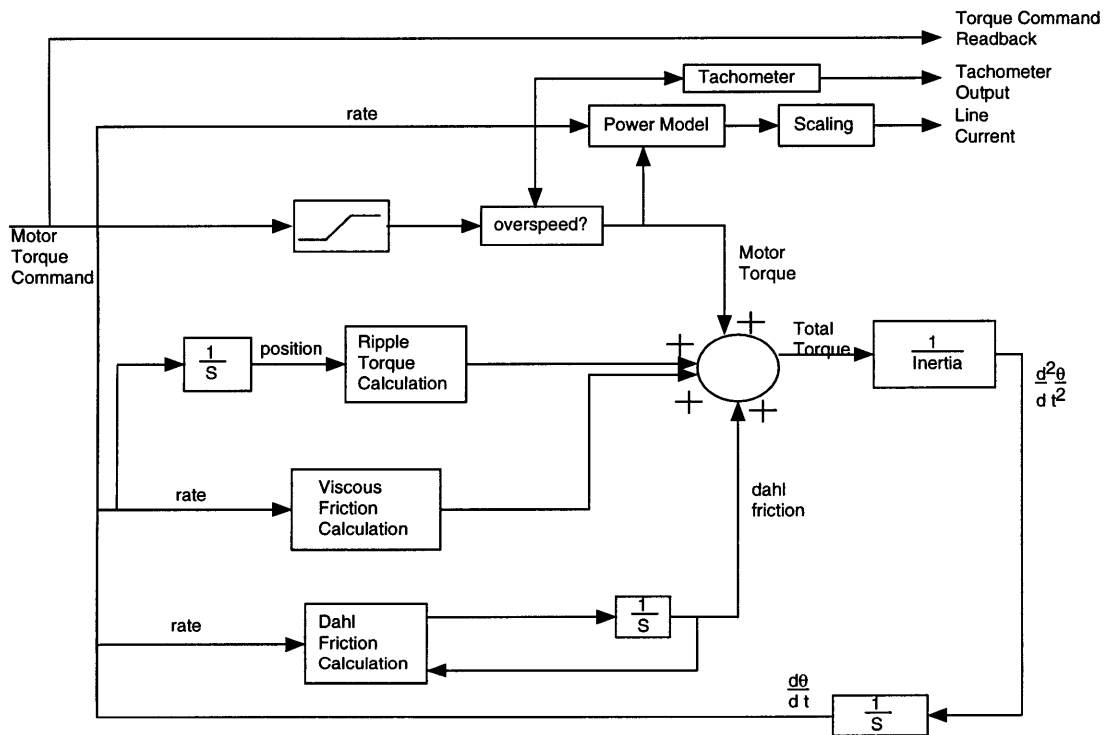 Torque Command
Readback
Tachometer
Tachometer
Output
rate
Power Model
Scaling
Line
Current
overspeed?
Motor
Torque
Command
Motor
Torque
+
1
S
position
Ripple
Torque
Calculation
+
Total
Torque
1
Inertia
d²θ
d t²
+
+
rate
Viscous
Friction
Calculation
dahl
friction
rate
Dahl
Friction
Calculation
1
S
dθ
d t
1
S